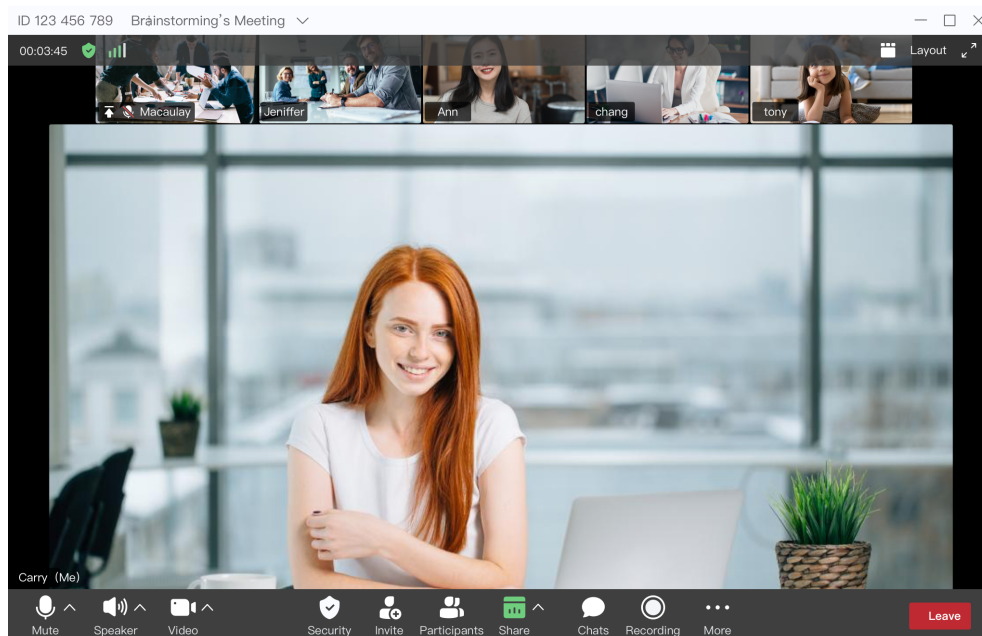 ID 123 456 789 Brainstorming's Meeting
00:03:45 Layout
Macaulay Jeniffer Ann chang tony
Carry (Me)
Mute Speaker Video Security Invite Participants Share Chats Recording More Leave